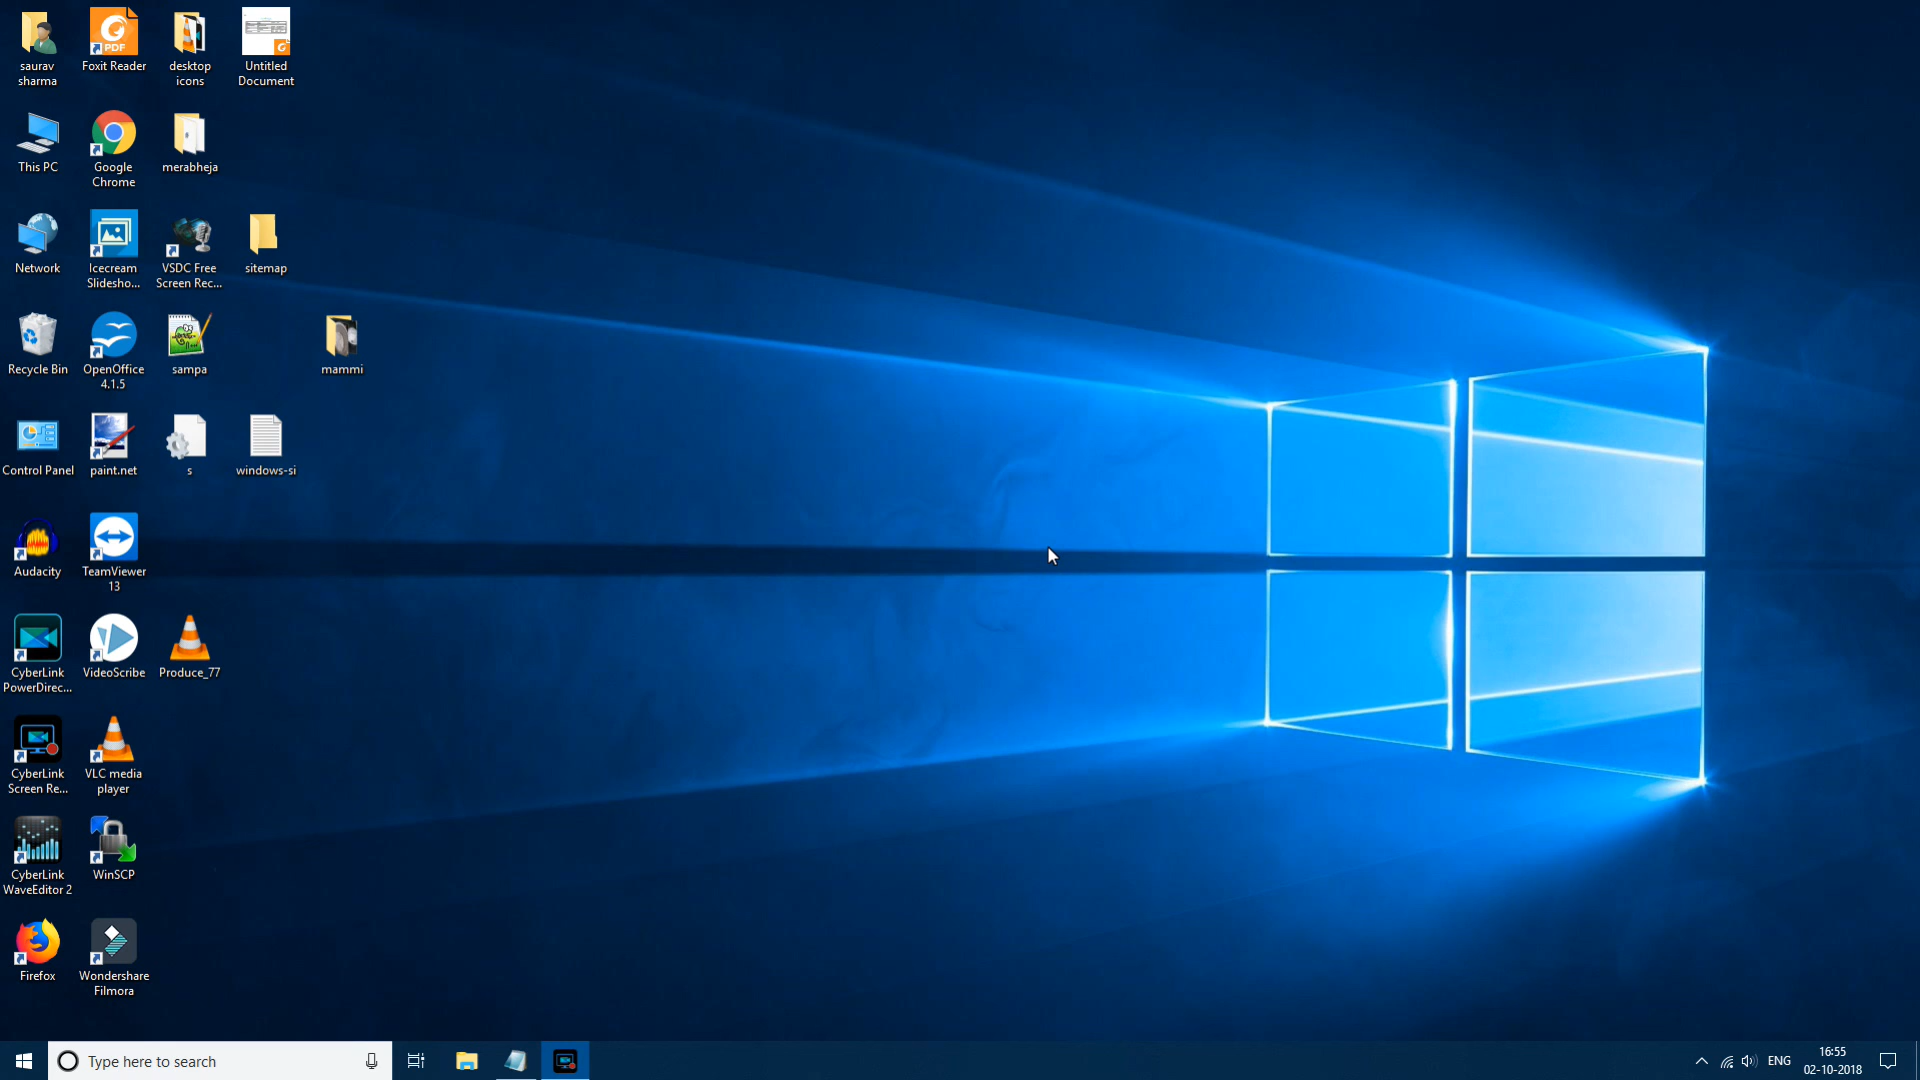 saurav
sharma
Foxit Reader
PDF
desktop
icons
Untitled
Document
This PC
Google
Chrome
merabheja
Network
Icecream
Slidesho...
VSDC Free
Screen Rec...
sitemap
Recycle Bin
OpenOffice
4.1.5
sampa
mammi
Control Panel
paint.net
s
windows-si
Audacity
TeamViewer
13
CyberLink
PowerDirec...
VideoScribe
Produce_77
CyberLink
Screen Re...
VLC media
player
CyberLink
WaveEditor 2
WinSCP
Firefox
Wondershare
Filmora
Type here to search
ENG
16:55
02-10-2018